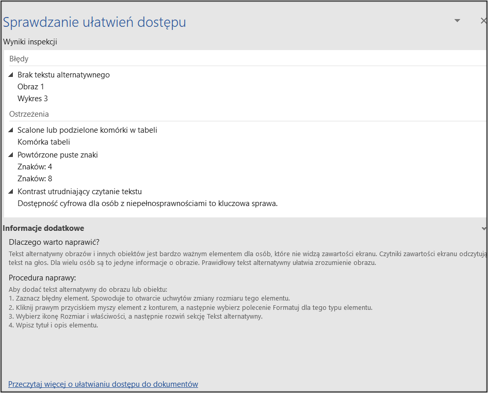 Sprawdzanie ułatwień dostępu
Wyniki inspekcji
Błędy
Brak tekstu alternatywnego
Obraz 1
Wykres 3
Ostrzeżenia
Scalone lub podzielone komórki w tabeli
Komórka tabeli
Powtórzone puste znaki
Znaków: 4
Znaków: 8
Kontrast utrudniający czytanie tekstu
Dostępność cyfrowa dla osób z niepełnosprawnościami to kluczowa sprawa.
Informacje dodatkowe
Dlaczego warto naprawić?
Tekst alternatywny obrazów i innych obiektów jest bardzo ważnym elementem dla osób, które nie widzą zawartości ekranu. Czytniki zawartości ekranu odczytują
tekst na głos. Dla wielu osób są to jedyne informacje o obrazie. Prawidłowy tekst alternatywny ułatwia zrozumienie obrazu.
Procedura naprawy:
Aby dodać tekst alternatywny do obrazu lub obiektu:
1. Zaznacz błędny element. Spowoduje to otwarcie uchwytów zmiany rozmiaru tego elementu.
2. Kliknij prawym przyciskiem myszy element z konturem, a następnie wybierz polecenie Formatuj dla tego typu elementu.
3. Wybierz ikonę Rozmiar i właściwości, a następnie rozwiń sekcję Tekst alternatywny.
4. Wpisz tytuł i opis elementu.
Przeczytaj więcej o ułatwianiu dostępu do dokumentów